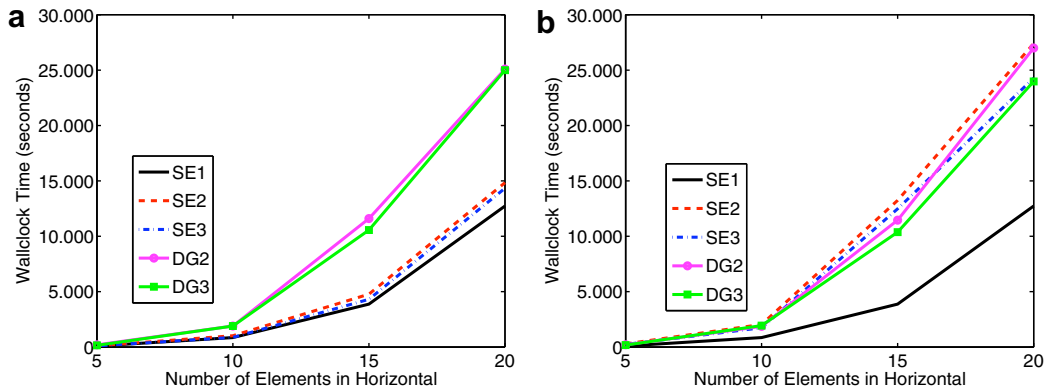 a
30.000
25.000
20.000
15.000
10.000
5.000
0
Wallclock Time (seconds)
SE1
SE2
SE3
DG2
DG3
5
10
15
20
Number of Elements in Horizontal
b
30.000
25.000
20.000
15.000
10.000
5.000
0
Wallclock Time (seconds)
SE1
SE2
SE3
DG2
DG3
5
10
15
20
Number of Elements in Horizontal